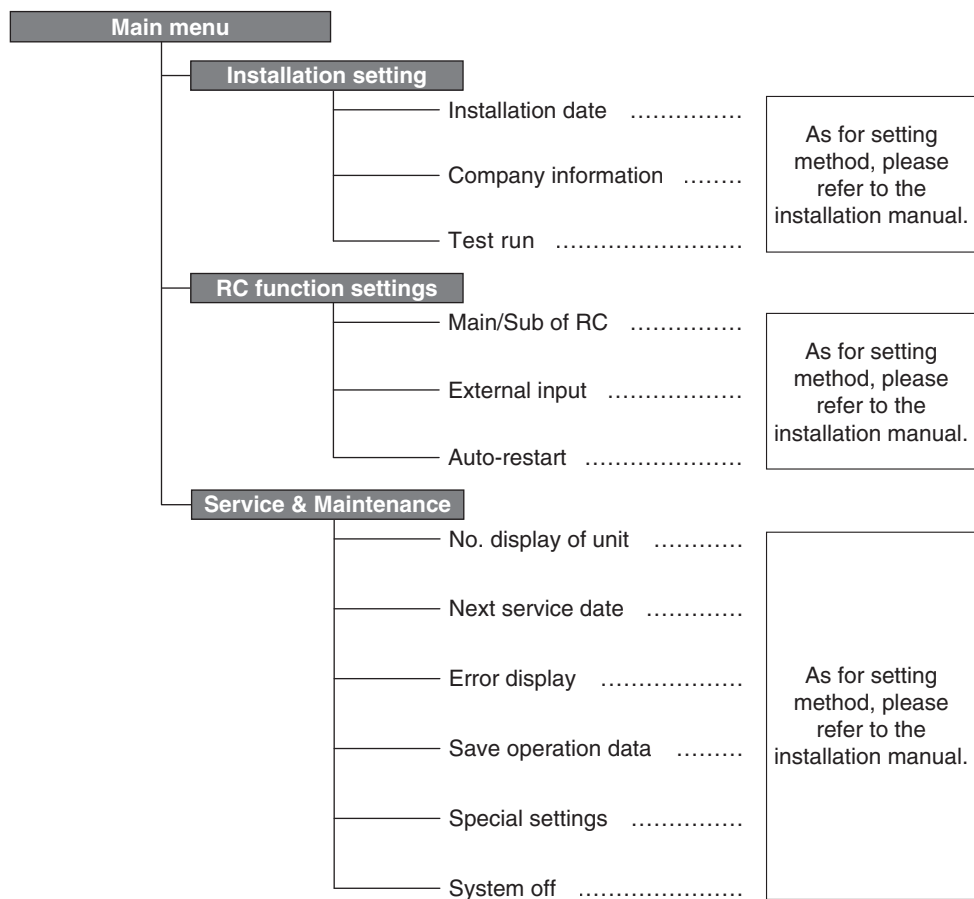 Main menu
Installation setting
Installation date ...............
Company information ........
Test run .........................
As for setting
method, please
refer to the
installation manual.
RC function settings
Main/Sub of RC ...............
External input ..................
Auto-restart .....................
As for setting
method, please
refer to the
installation manual.
Service & Maintenance
No. display of unit ............
Next service date .............
Error display ...................
Save operation data .........
Special settings ...............
System off ......................
As for setting
method, please
refer to the
installation manual.